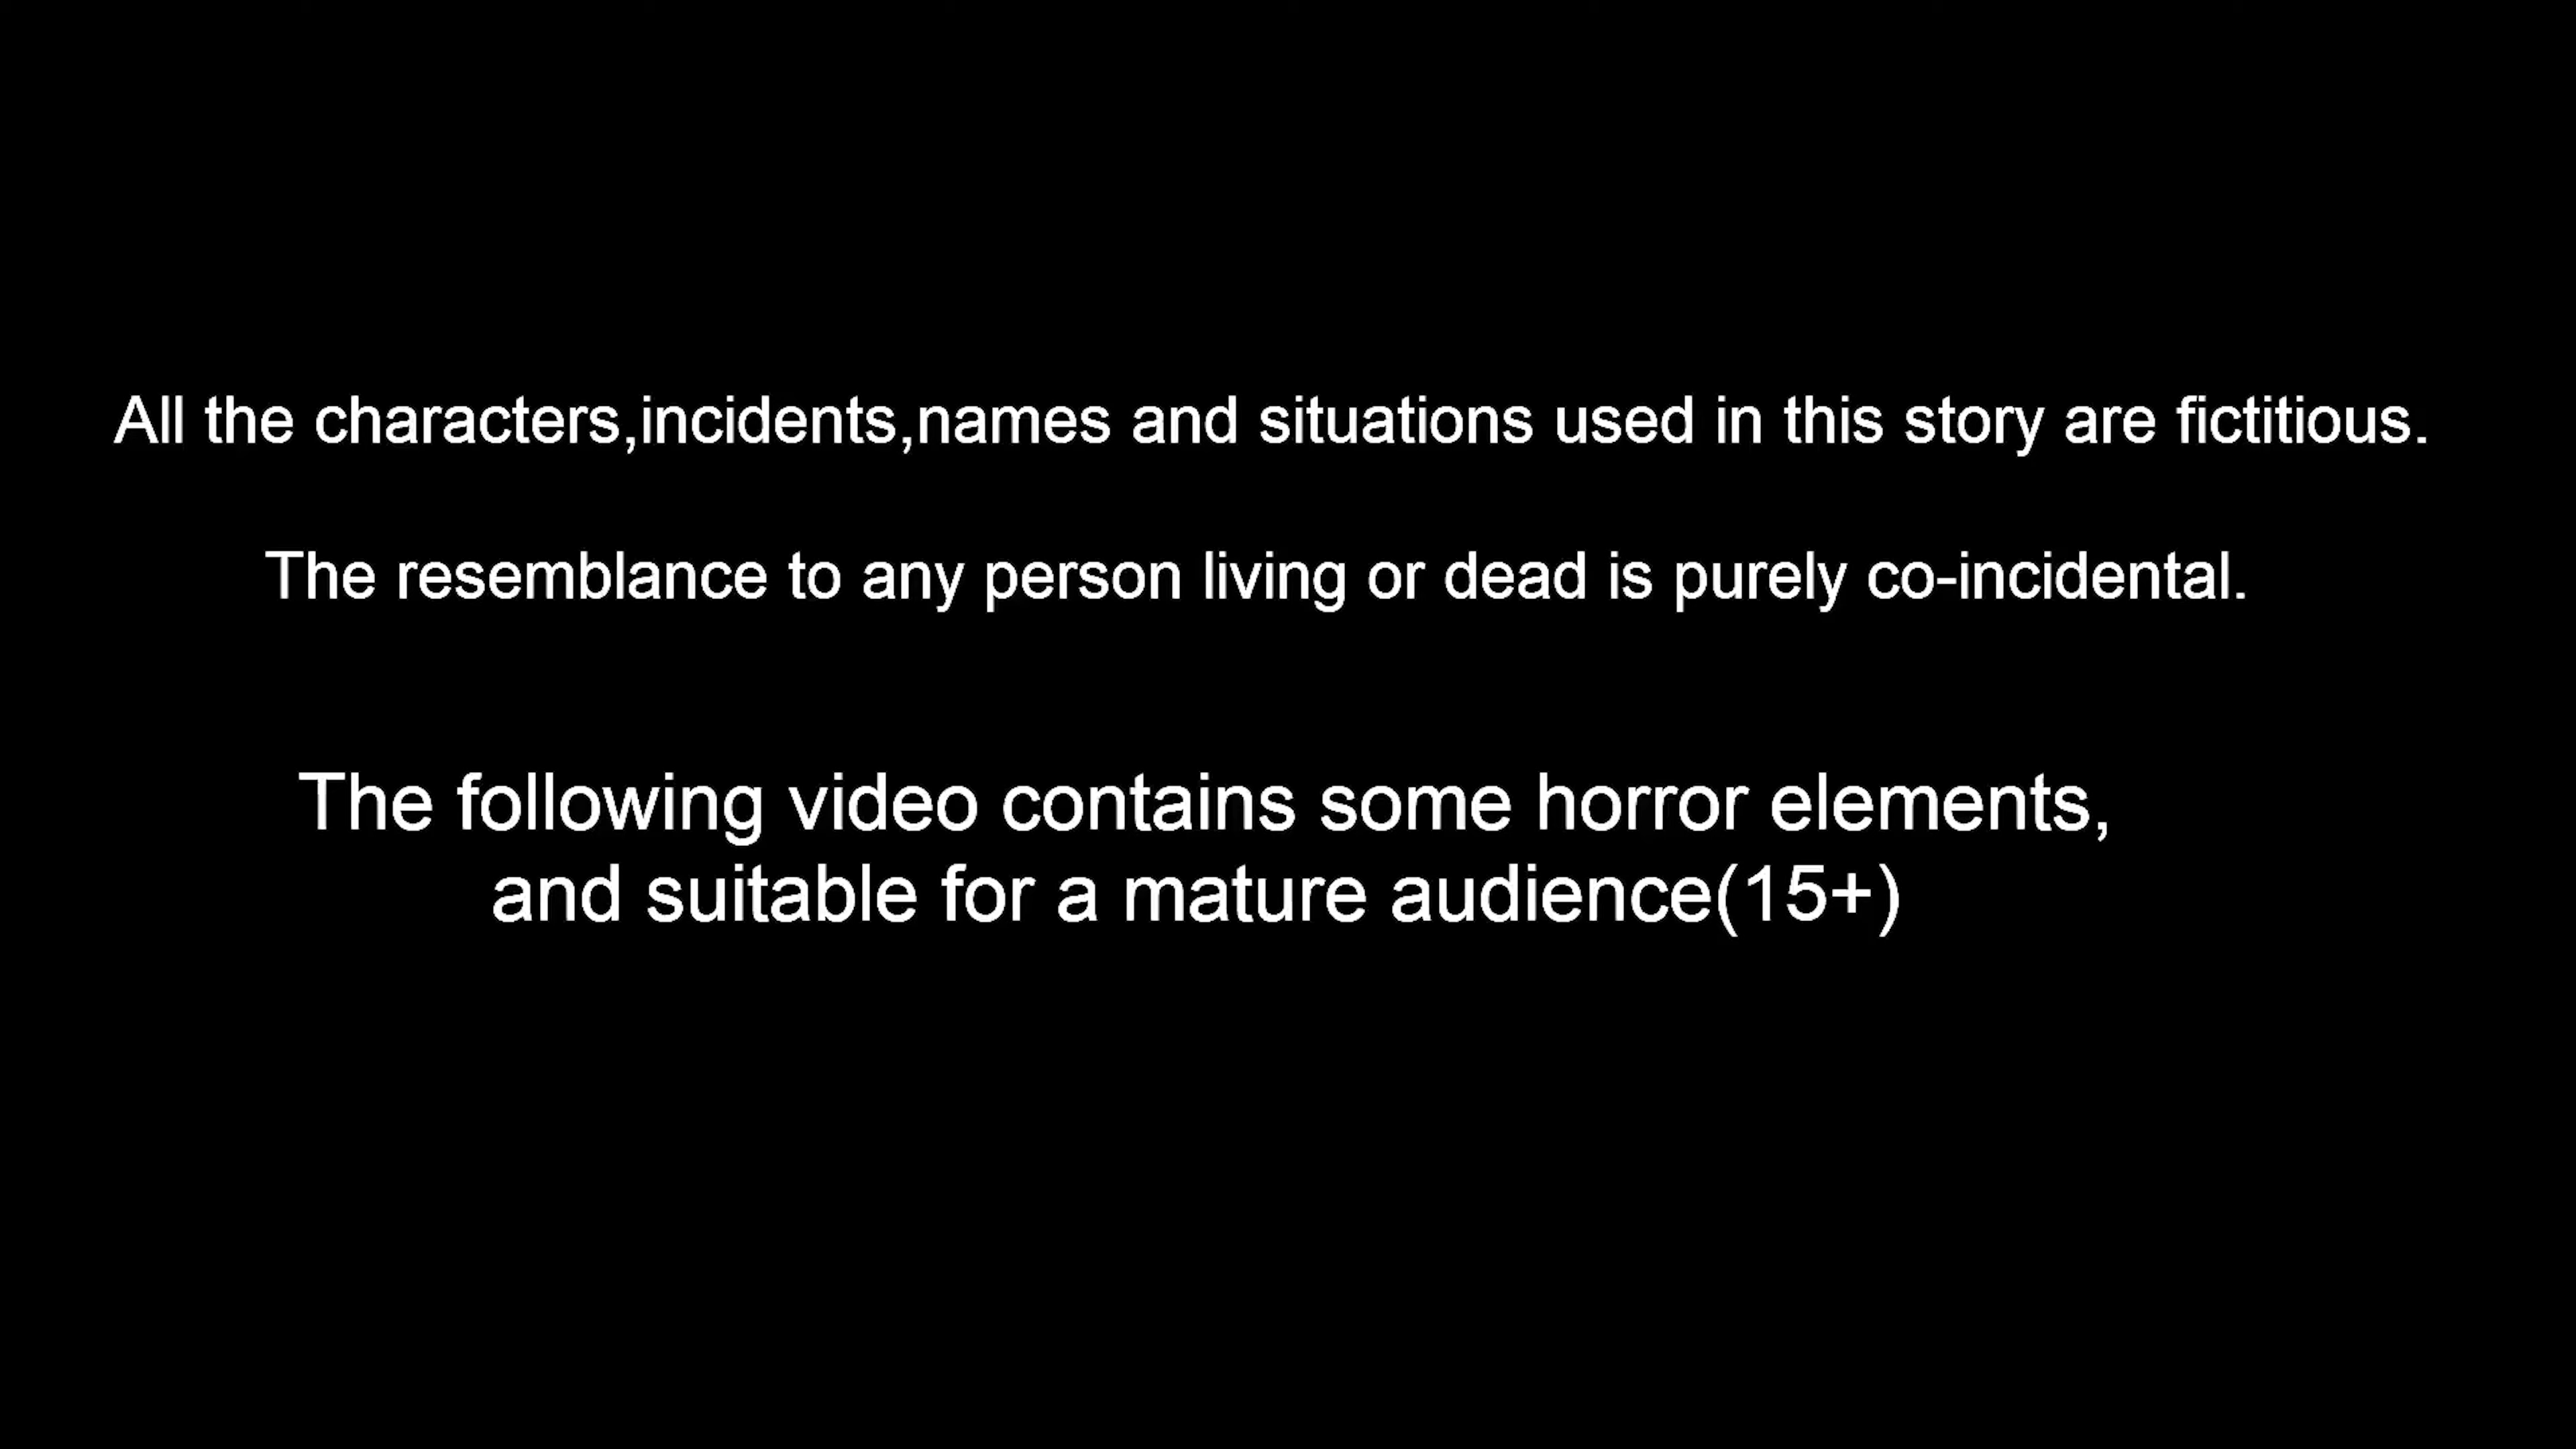 All the characters,incidents,names and situations used in this story are fictitious.
The resemblance to any person living or dead is purely co-incidental.
The following video contains some horror elements,
and suitable for a mature audience(15+)